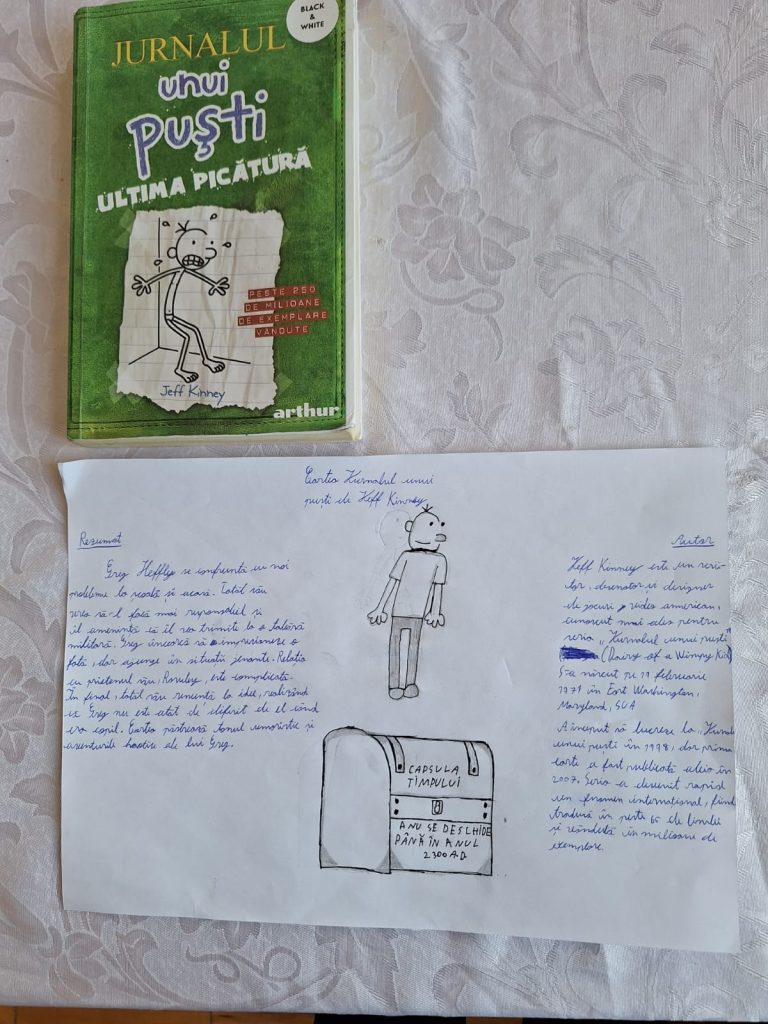 BLACK
&
WHITE
JURNALUL
unui
puști
ULTIMA PICĂTURĂ
PESTE 250
DE MILIOANE
DE EXEMPLARE
VÂNDUTE
Jeff Kinney
arthur
Cartea Jurnalul unui
puști de Jeff Kinney
Rezumat
Greg Heffly se confruntă cu noi
probleme la școală și acasă. Tatăl său
vrea să-l facă mai responsabil și
îl amenință că îl va trimite la o tabără
militară. Greg încearcă să impresioneze o
fată, dar ajunge în situații jenante. Relația
cu prietenul său, Rowley, este complicată.
În final, tatăl său renunță la idee, realizând
că Greg nu este atât de diferit de el când
era copil. Cartea păstrează tonul umoristic și
aventurile haotice ale lui Greg.
CAPSULA
TIMPULUI
A NU SE DESCHIDE
PÂNĂ ÎN ANUL
2300 A.D.
Autor
Jeff Kinney este un scrii-
tor, desenator și designer
de jocuri video american,
cunoscut mai ales pentru
seria „Jurnalul unui puști"
(Dairy of a Wimpy Kid)
S-a născut pe 19 februarie
1971 în Fort Washington,
Maryland, SUA
A început să lucreze la „Jurnalul
unui puști în 1998, dar prima
carte a fost publicată abia în
2007. Seria a devenit rapid
un fenomen internațional, fiind
tradusă în peste 65 de limbi
și vândută în milioane de
exemplare.